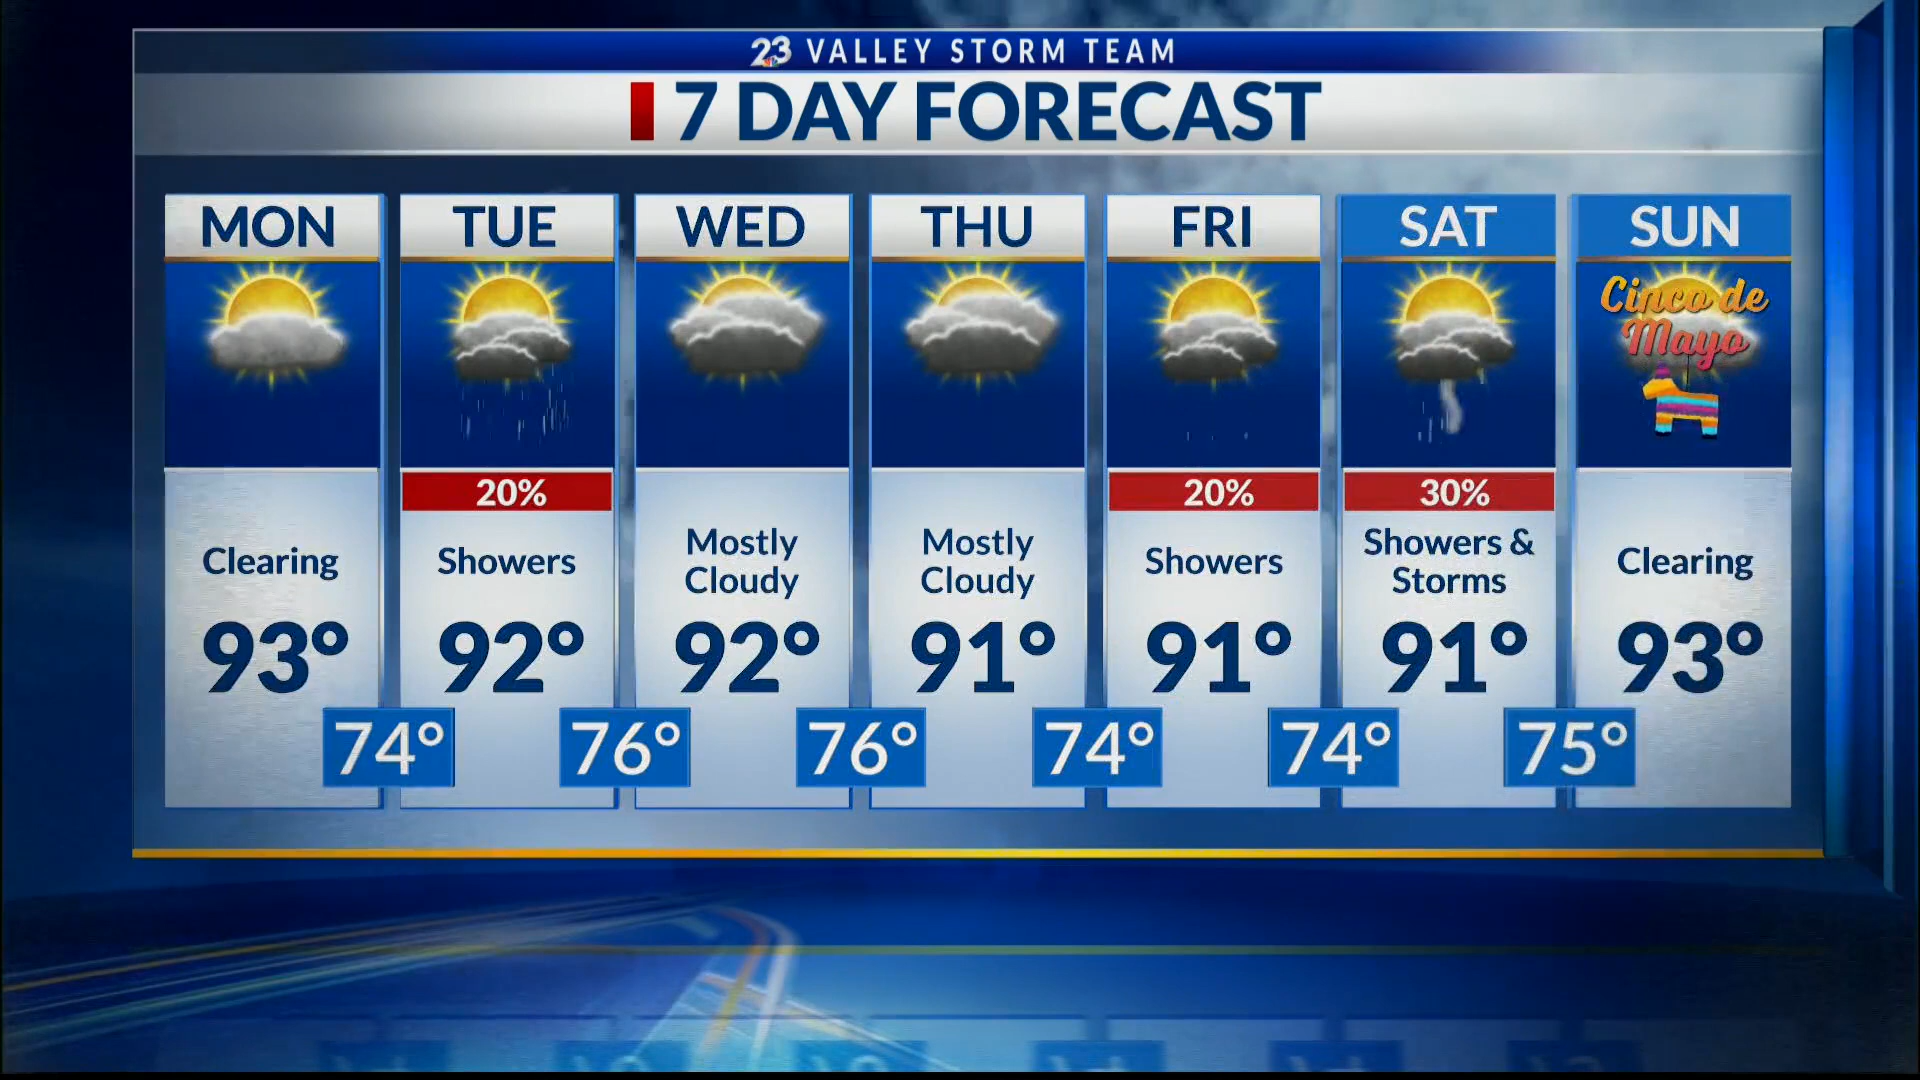 23 VALLEY STORM TEAM
7 DAY FORECAST
MON TUE WED THU FRI SAT SUN
Cinco de
Mayo
20% 20% 30%
Clearing
Showers
Mostly
Cloudy
Mostly
Cloudy
Showers
Showers &
Storms
Clearing
93° 92° 92° 91° 91° 91° 93°
74° 76° 76° 74° 74° 75°